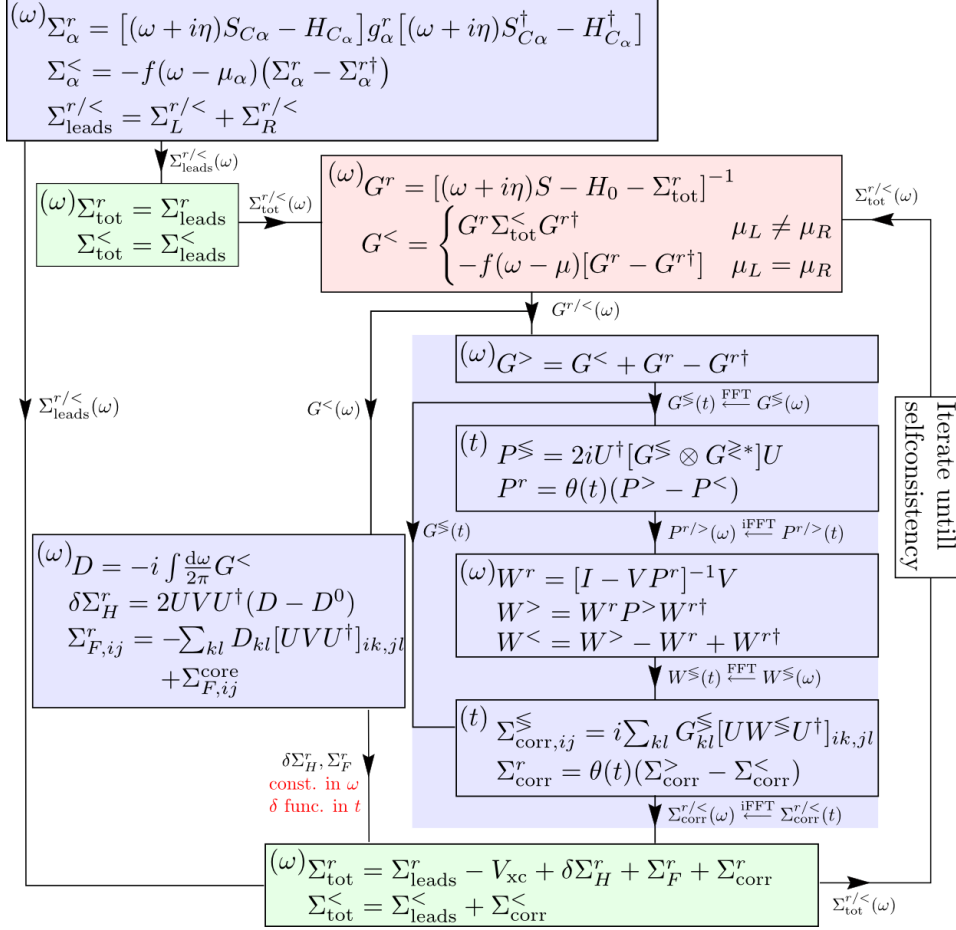 (ω) Σ^r_α = [(ω + iη)S_{Cα} − H_{C_α}] g^r_α [(ω + iη)S^†_{Cα} − H^†_{C_α}]
Σ^<_α = −f(ω − μ_α)(Σ^r_α − Σ^{r†}_α)
Σ^{r/<}_{leads} = Σ^{r/<}_L + Σ^{r/<}_R
Σ^{r/<}_{leads}(ω)
(ω) Σ^r_{tot} = Σ^r_{leads}
Σ^<_{tot} = Σ^<_{leads}
Σ^{r/<}_{tot}(ω)
(ω) G^r = [(ω + iη)S − H_0 − Σ^r_{tot}]^{−1}
G^< = { G^r Σ^<_{tot} G^{r†} μ_L ≠ μ_R
−f(ω − μ)[G^r − G^{r†}] μ_L = μ_R
Σ^{r/<}_{tot}(ω)
G^{r/<}(ω)
(ω) G^> = G^< + G^r − G^{r†}
G^≶(t) ←^{FFT} G^≶(ω)
(t) P^≶ = 2iU^†[G^≶ ⊗ G^{≷*}]U
P^r = θ(t)(P^> − P^<)
P^{r/>}(ω) ←^{iFFT} P^{r/>}(t)
(ω) W^r = [I − VP^r]^{−1}V
W^> = W^r P^> W^{r†}
W^< = W^> − W^r + W^{r†}
W^≶(t) ←^{FFT} W^≶(ω)
(t) Σ^≶_{corr,ij} = i∑_{kl} G^≶_{kl}[UW^≶U^†]_{ik,jl}
Σ^r_{corr} = θ(t)(Σ^>_{corr} − Σ^<_{corr})
Σ^{r/<}_{corr}(ω) ←^{iFFT} Σ^{r/<}_{corr}(t)
G^≶(t)
G^<(ω)
Σ^{r/<}_{leads}(ω)
(ω) D = −i ∫ dω/2π G^<
δΣ^r_H = 2UVU^†(D − D^0)
Σ^r_{F,ij} = −∑_{kl} D_{kl}[UVU^†]_{ik,jl}
+Σ^{core}_{F,ij}
δΣ^r_H, Σ^r_F
const. in ω
δ func. in t
(ω) Σ^r_{tot} = Σ^r_{leads} − V_{xc} + δΣ^r_H + Σ^r_F + Σ^r_{corr}
Σ^<_{tot} = Σ^<_{leads} + Σ^<_{corr}
Σ^{r/<}_{tot}(ω)
Iterate untill
selfconsistency